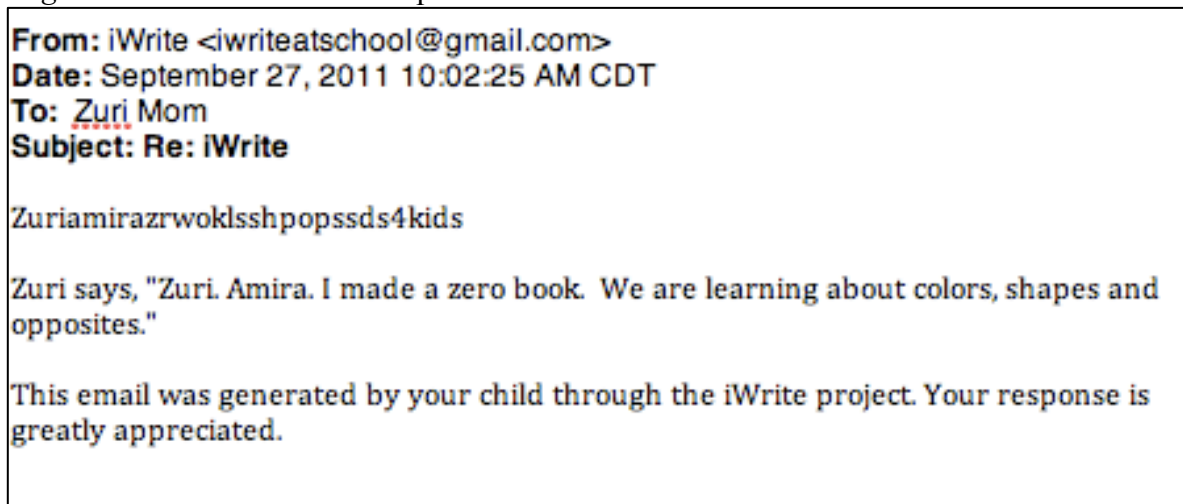 From: iWrite <iwriteatschool@gmail.com>
Date: September 27, 2011 10:02:25 AM CDT
To: Zuri Mom
Subject: Re: iWrite
Zuriamirazrwoklsshpopssds4kids
Zuri says, "Zuri. Amira. I made a zero book. We are learning about colors, shapes and
opposites."
This email was generated by your child through the iWrite project. Your response is
greatly appreciated.